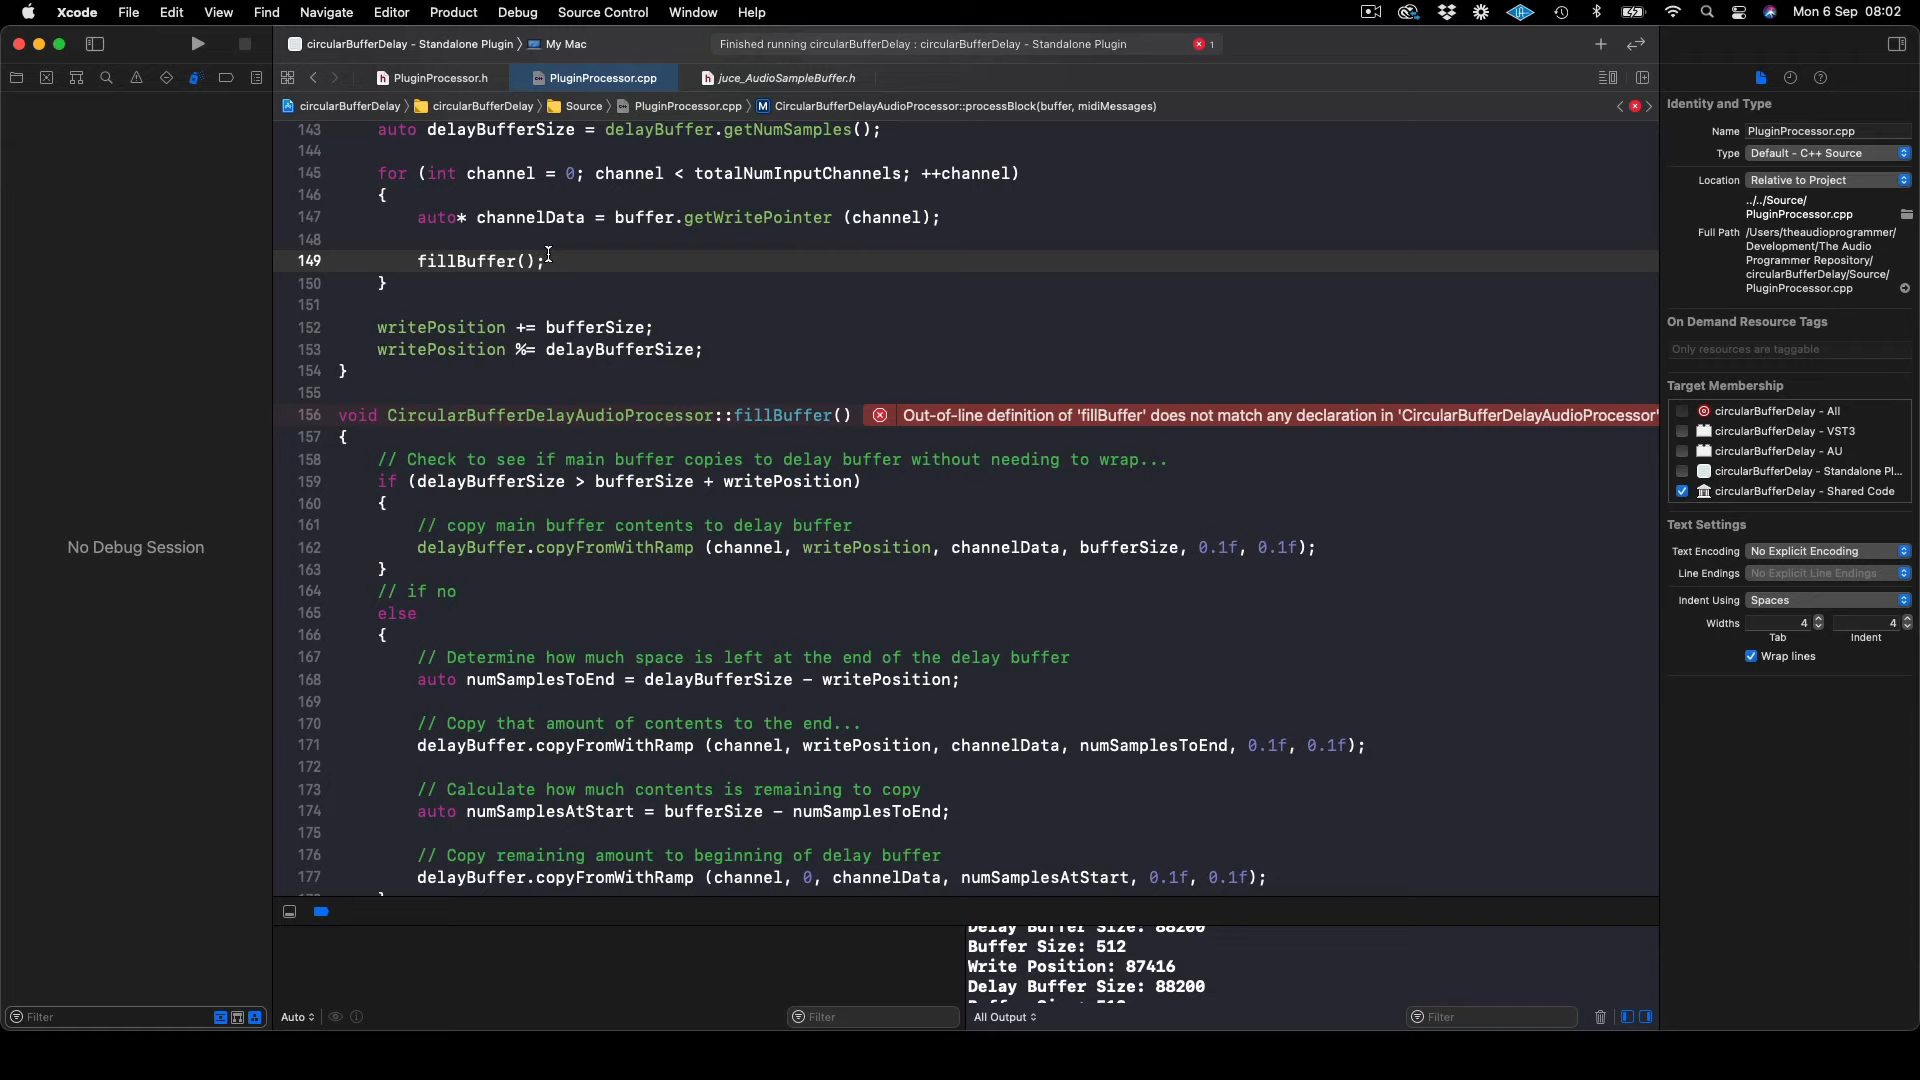 Xcode File Edit View Find Navigate Editor Product Debug Source Control Window Help Mon 6 Sep 08:02
circularBufferDelay - Standalone Plugin My Mac Finished running circularBufferDelay : circularBufferDelay - Standalone Plugin 1
PluginProcessor.h PluginProcessor.cpp juce_AudioSampleBuffer.h
circularBufferDelay circularBufferDelay Source PluginProcessor.cpp M CircularBufferDelayAudioProcessor::processBlock(buffer, midiMessages)
143 auto delayBufferSize = delayBuffer.getNumSamples();
144
145 for (int channel = 0; channel < totalNumInputChannels; ++channel)
146 {
147 auto* channelData = buffer.getWritePointer (channel);
148
149 fillBuffer();
150 }
151
152 writePosition += bufferSize;
153 writePosition %= delayBufferSize;
154 }
155
156 void CircularBufferDelayAudioProcessor::fillBuffer() Out-of-line definition of 'fillBuffer' does not match any declaration in 'CircularBufferDelayAudioProcessor'
157 {
158 // Check to see if main buffer copies to delay buffer without needing to wrap...
159 if (delayBufferSize > bufferSize + writePosition)
160 {
161 // copy main buffer contents to delay buffer
162 delayBuffer.copyFromWithRamp (channel, writePosition, channelData, bufferSize, 0.1f, 0.1f);
163 }
164 // if no
165 else
166 {
167 // Determine how much space is left at the end of the delay buffer
168 auto numSamplesToEnd = delayBufferSize - writePosition;
169
170 // Copy that amount of contents to the end...
171 delayBuffer.copyFromWithRamp (channel, writePosition, channelData, numSamplesToEnd, 0.1f, 0.1f);
172
173 // Calculate how much contents is remaining to copy
174 auto numSamplesAtStart = bufferSize - numSamplesToEnd;
175
176 // Copy remaining amount to beginning of delay buffer
177 delayBuffer.copyFromWithRamp (channel, 0, channelData, numSamplesAtStart, 0.1f, 0.1f);
No Debug Session
Delay Buffer Size: 88200
Buffer Size: 512
Write Position: 87416
Delay Buffer Size: 88200
Buffer Size: 512
Filter Auto Filter All Output Filter
Identity and Type
Name PluginProcessor.cpp
Type Default - C++ Source
Location Relative to Project
../../Source/
PluginProcessor.cpp
Full Path /Users/theaudioprogrammer/
Development/The Audio
Programmer Repository/
circularBufferDelay/Source/
PluginProcessor.cpp
On Demand Resource Tags
Only resources are taggable
Target Membership
circularBufferDelay - All
circularBufferDelay - VST3
circularBufferDelay - AU
circularBufferDelay - Standalone Pl...
circularBufferDelay - Shared Code
Text Settings
Text Encoding No Explicit Encoding
Line Endings No Explicit Line Endings
Indent Using Spaces
Widths 4 4
Tab Indent
Wrap lines